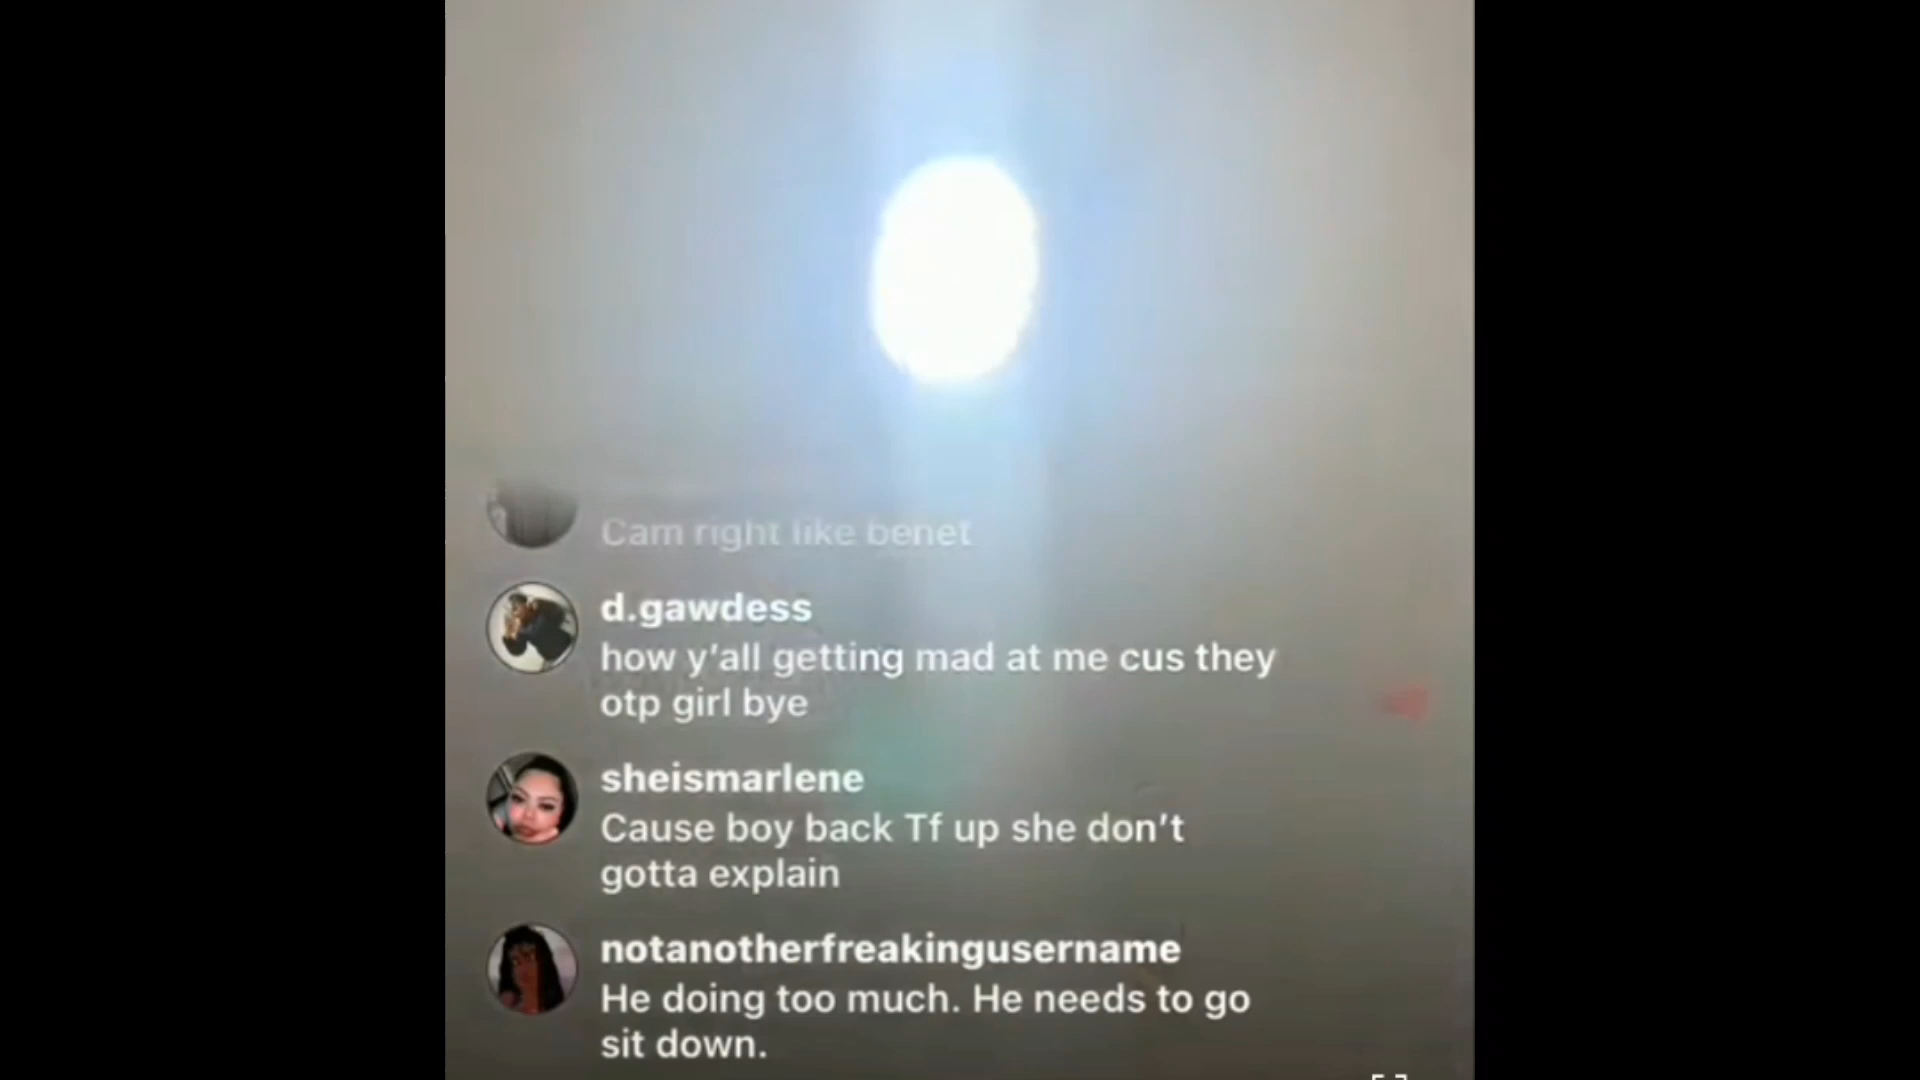 Cam right like benet
d.gawdess
how y’all getting mad at me cus they
otp girl bye
sheismarlene
Cause boy back Tf up she don’t
gotta explain
notanotherfreakingusername
He doing too much. He needs to go
sit down.